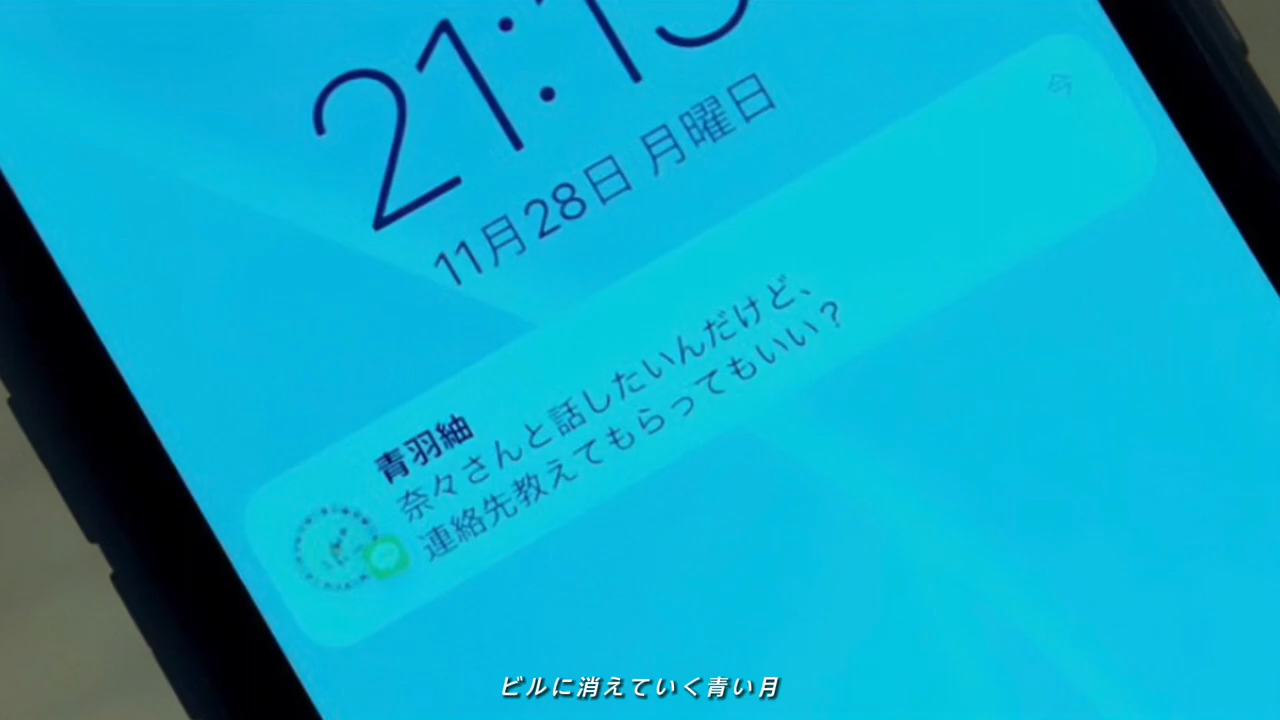 21:15
11月28日 月曜日
今
青羽紬
奈々さんと話したいんだけど、
連絡先教えてもらってもいい？
ビルに消えていく青い月